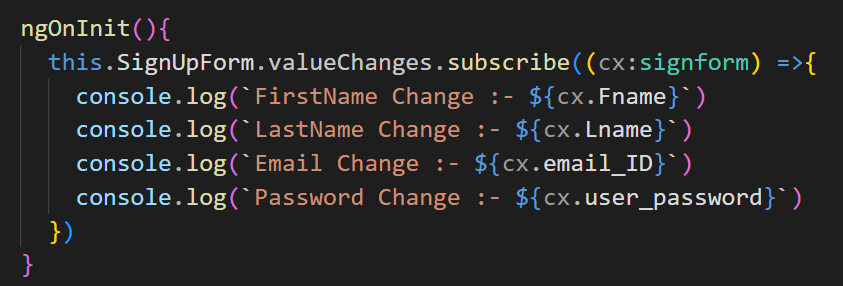 ngOnInit(){
this.SignUpForm.valueChanges.subscribe((cx:signform) =>{
console.log(`FirstName Change :- ${cx.Fname}`)
console.log(`LastName Change :- ${cx.Lname}`)
console.log(`Email Change :- ${cx.email_ID}`)
console.log(`Password Change :- ${cx.user_password}`)
})
}